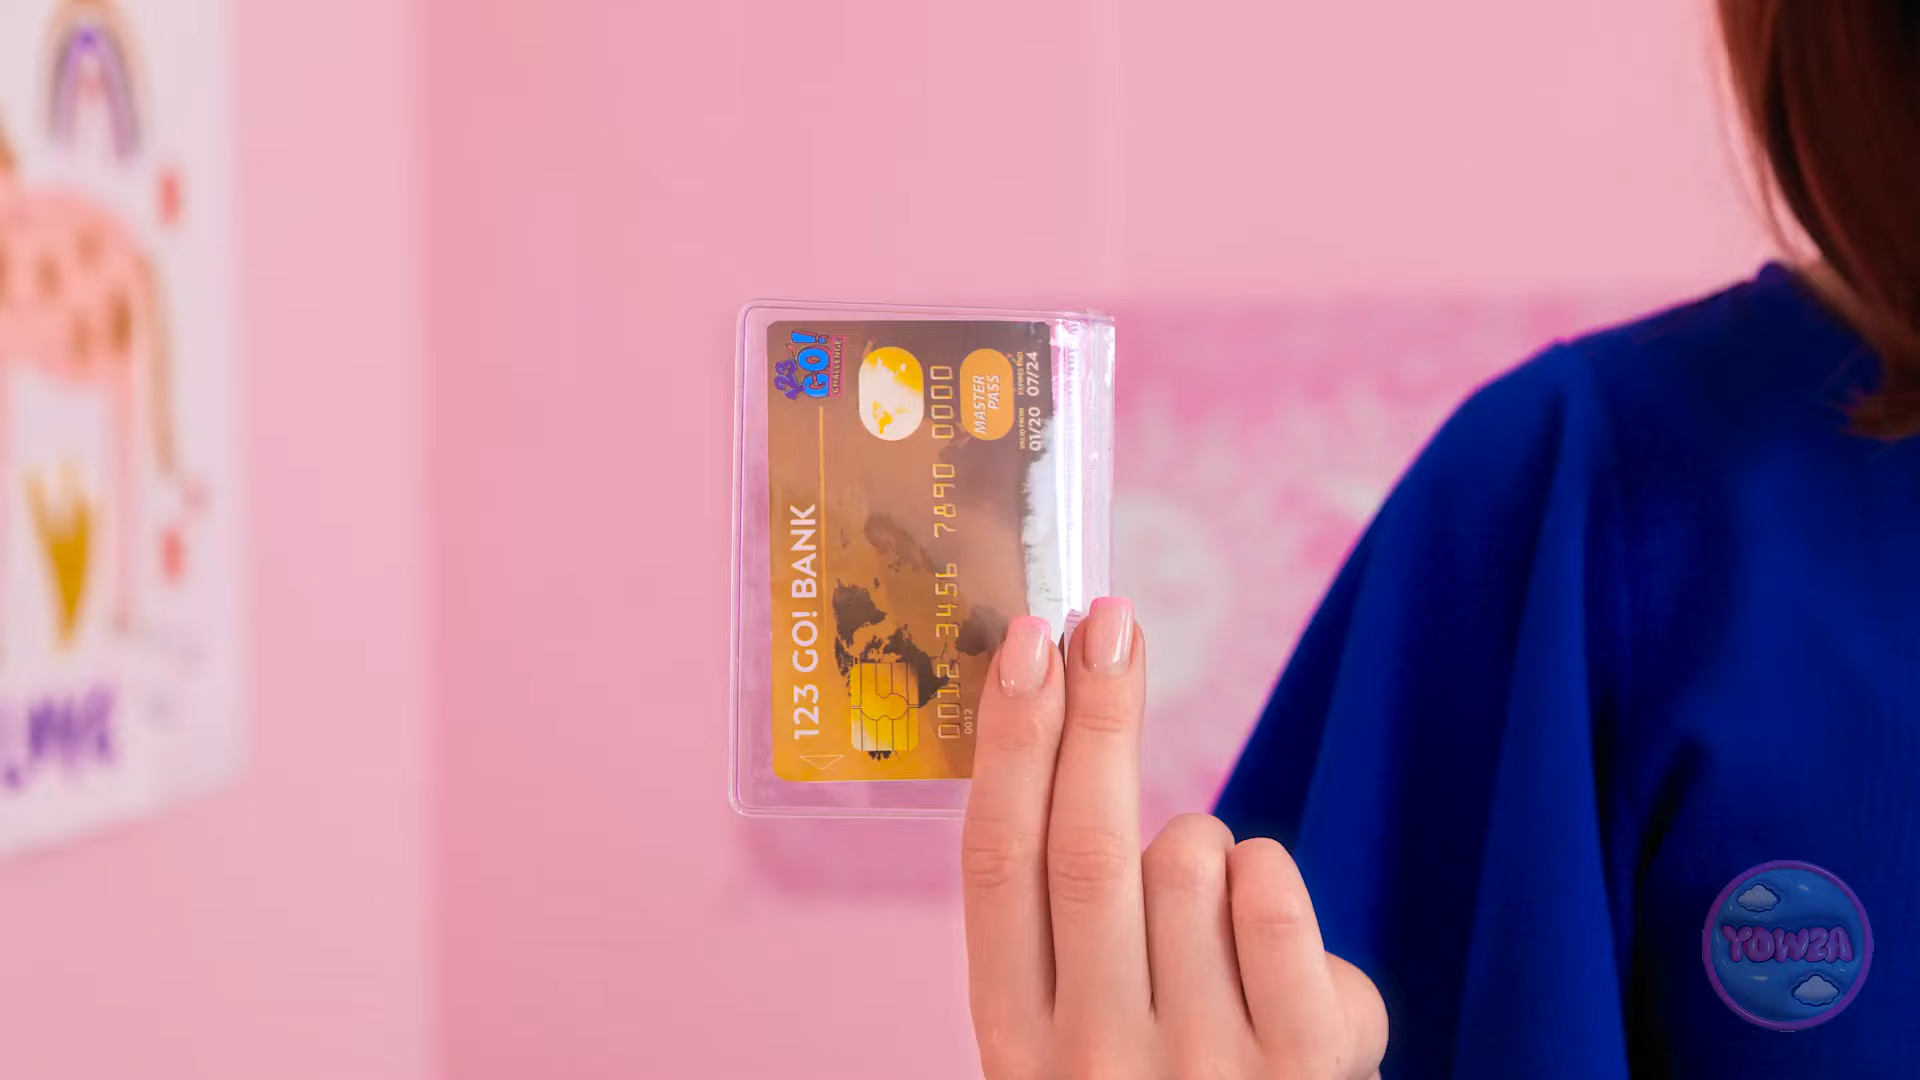 123 GO! BANK
123 GO!
CHALLENGE
0012 3456 7890 0000
0012
MASTER
PASS
VALID FROM 01/20
EXPIRES END 07/24
YOWZA